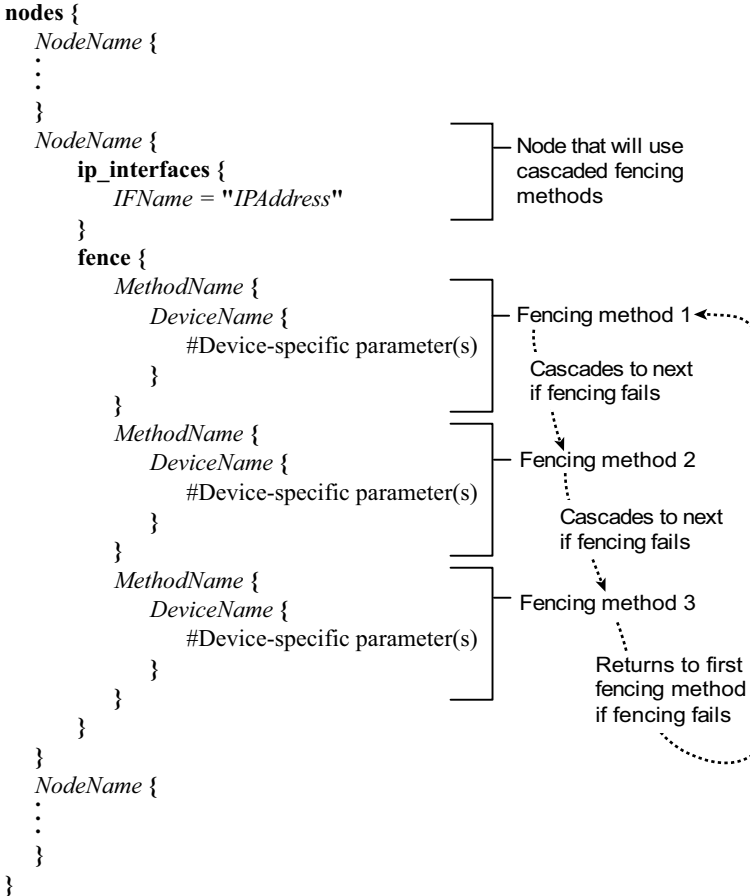 nodes {
NodeName {
.
.
.
}
NodeName {
ip_interfaces {
IFName = "IPAddress"
}
fence {
MethodName {
DeviceName {
#Device-specific parameter(s)
}
}
MethodName {
DeviceName {
#Device-specific parameter(s)
}
}
MethodName {
DeviceName {
#Device-specific parameter(s)
}
}
}
}
NodeName {
.
.
.
}
}
Node that will use
cascaded fencing
methods
Fencing method 1
Cascades to next
if fencing fails
Fencing method 2
Cascades to next
if fencing fails
Fencing method 3
Returns to first
fencing method
if fencing fails